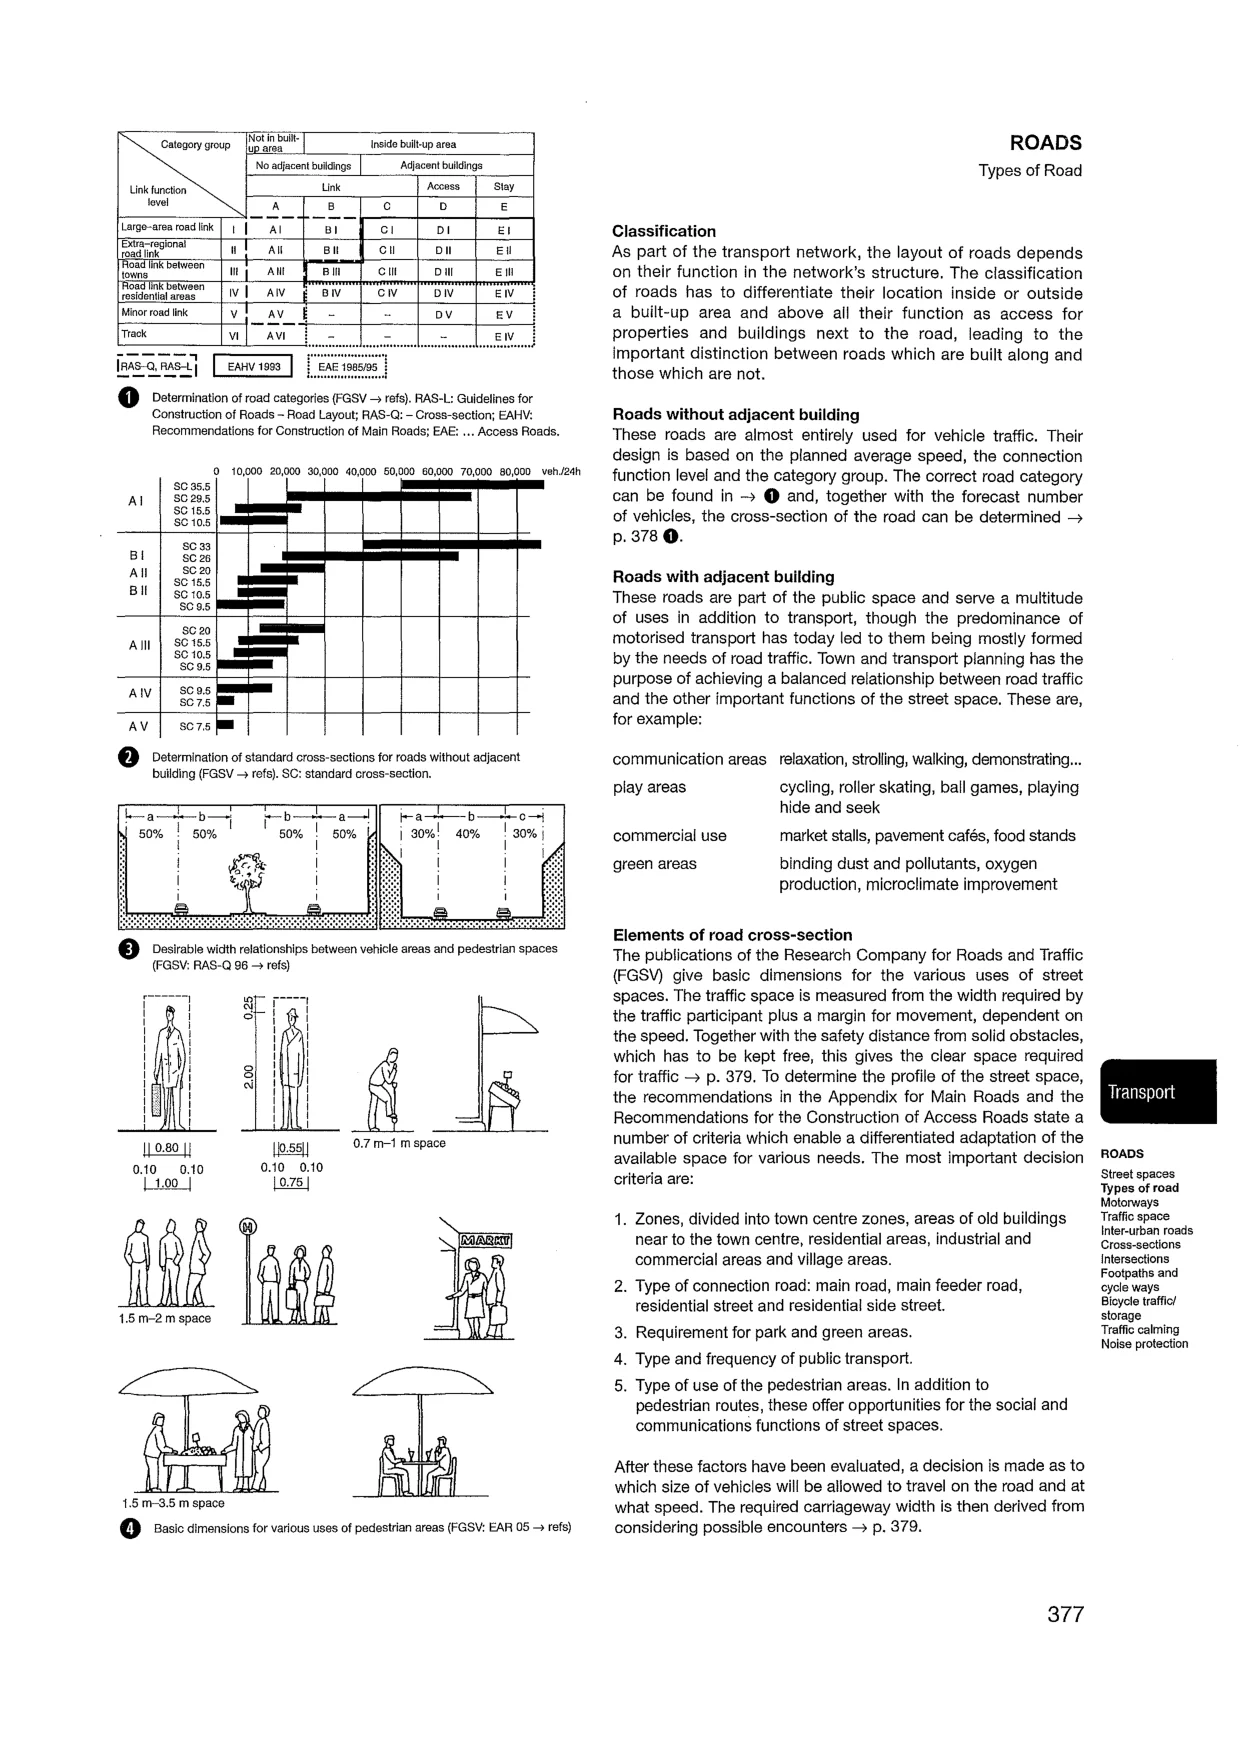 ROADS
Types of Road
Category group
Not in built-
up area
Inside built-up area
No adjacent buildings
Adjacent buildings
Link function
level
Link
Access
Stay
A B C D E
Large-area road link I A I B I C I D I E I
Extra-regional
road link II A II B II C II D II E II
Road link between
towns III A III B III C III D III E III
Road link between
residential areas IV A IV B IV C IV D IV E IV
Minor road link V A V – – D V E V
Track VI A VI – – – E IV
RAS-Q, RAS-L EAHV 1993 EAE 1985/95
1 Determination of road categories (FGSV → refs). RAS-L: Guidelines for
Construction of Roads – Road Layout; RAS-Q: – Cross-section; EAHV:
Recommendations for Construction of Main Roads; EAE: ... Access Roads.
0 10,000 20,000 30,000 40,000 50,000 60,000 70,000 80,000 veh./24h
A I
SC 35.5
SC 29.5
SC 15.5
SC 10.5
B I
A II
B II
SC 33
SC 26
SC 20
SC 15.5
SC 10.5
SC 9.5
A III
SC 20
SC 15.5
SC 10.5
SC 9.5
A IV
SC 9.5
SC 7.5
A V SC 7.5
2 Determination of standard cross-sections for roads without adjacent
building (FGSV → refs). SC: standard cross-section.
a b b a a b c
50% 50% 50% 50% 30% 40% 30%
3 Desirable width relationships between vehicle areas and pedestrian spaces
(FGSV: RAS-Q 96 → refs)
0.25
2.00
0.80 0.55 0.7 m–1 m space
0.10 0.10 0.10 0.10
1.00 0.75
H
MARKT
1.5 m–2 m space
1.5 m–3.5 m space
4 Basic dimensions for various uses of pedestrian areas (FGSV: EAR 05 → refs)
Classification
As part of the transport network, the layout of roads depends
on their function in the network's structure. The classification
of roads has to differentiate their location inside or outside
a built-up area and above all their function as access for
properties and buildings next to the road, leading to the
important distinction between roads which are built along and
those which are not.
Roads without adjacent building
These roads are almost entirely used for vehicle traffic. Their
design is based on the planned average speed, the connection
function level and the category group. The correct road category
can be found in → 1 and, together with the forecast number
of vehicles, the cross-section of the road can be determined →
p. 378 1.
Roads with adjacent building
These roads are part of the public space and serve a multitude
of uses in addition to transport, though the predominance of
motorised transport has today led to them being mostly formed
by the needs of road traffic. Town and transport planning has the
purpose of achieving a balanced relationship between road traffic
and the other important functions of the street space. These are,
for example:
communication areas relaxation, strolling, walking, demonstrating...
play areas cycling, roller skating, ball games, playing
hide and seek
commercial use market stalls, pavement cafés, food stands
green areas binding dust and pollutants, oxygen
production, microclimate improvement
Elements of road cross-section
The publications of the Research Company for Roads and Traffic
(FGSV) give basic dimensions for the various uses of street
spaces. The traffic space is measured from the width required by
the traffic participant plus a margin for movement, dependent on
the speed. Together with the safety distance from solid obstacles,
which has to be kept free, this gives the clear space required
for traffic → p. 379. To determine the profile of the street space,
the recommendations in the Appendix for Main Roads and the
Recommendations for the Construction of Access Roads state a
number of criteria which enable a differentiated adaptation of the
available space for various needs. The most important decision
criteria are:
1. Zones, divided into town centre zones, areas of old buildings
near to the town centre, residential areas, industrial and
commercial areas and village areas.
2. Type of connection road: main road, main feeder road,
residential street and residential side street.
3. Requirement for park and green areas.
4. Type and frequency of public transport.
5. Type of use of the pedestrian areas. In addition to
pedestrian routes, these offer opportunities for the social and
communications functions of street spaces.
After these factors have been evaluated, a decision is made as to
which size of vehicles will be allowed to travel on the road and at
what speed. The required carriageway width is then derived from
considering possible encounters → p. 379.
Transport
ROADS
Street spaces
Types of road
Motorways
Traffic space
Inter-urban roads
Cross-sections
Intersections
Footpaths and
cycle ways
Bicycle traffic/
storage
Traffic calming
Noise protection
377